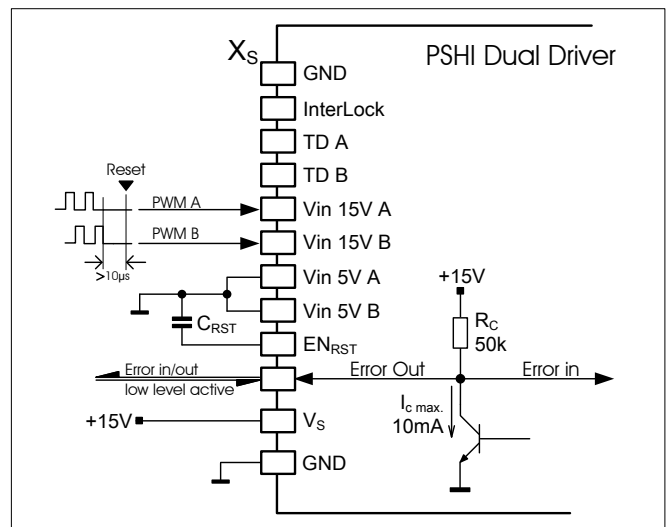 X_S
PSHI Dual Driver
GND
InterLock
TD A
TD B
Reset
PWM A
Vin 15V A
PWM B
Vin 15V B
>10µs
Vin 5V A
Vin 5V B
+15V
C_RST
R_C
50k
EN_RST
Error in/out
low level active
Error Out
Error in
I_c max.
10mA
+15V
V_S
GND